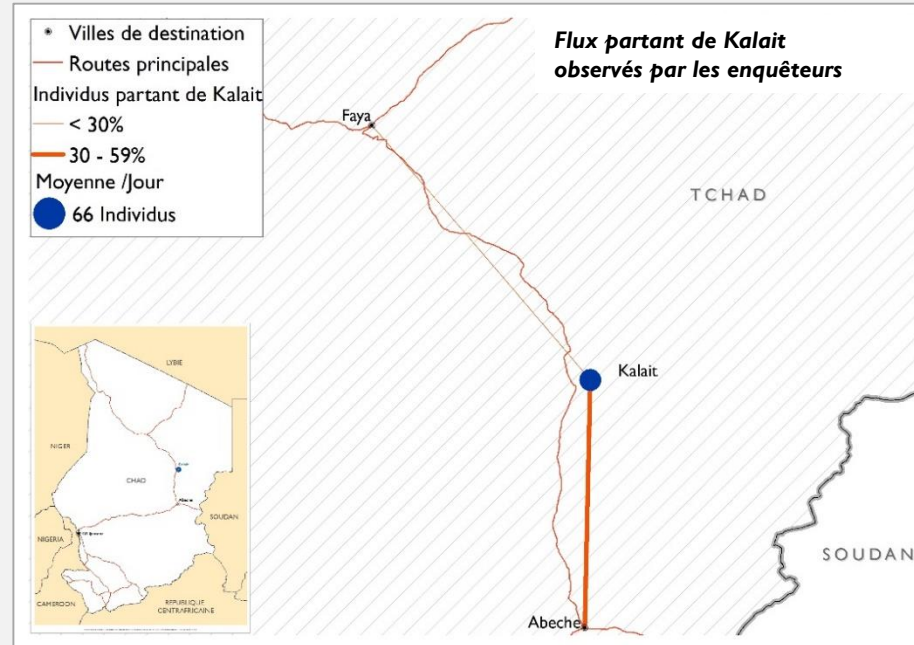 Villes de destination
Routes principales
Individus partant de Kalait
< 30%
30 - 59%
Moyenne /Jour
66 Individus
Flux partant de Kalait
observés par les enquêteurs
Faya
TCHAD
Kalait
SOUDAN
Abeche
LYBIE
NIGER
CHAD
SOUDAN
NIGERIA
CAMEROON
REPUBLIQUE
CENTRAFRICAINE